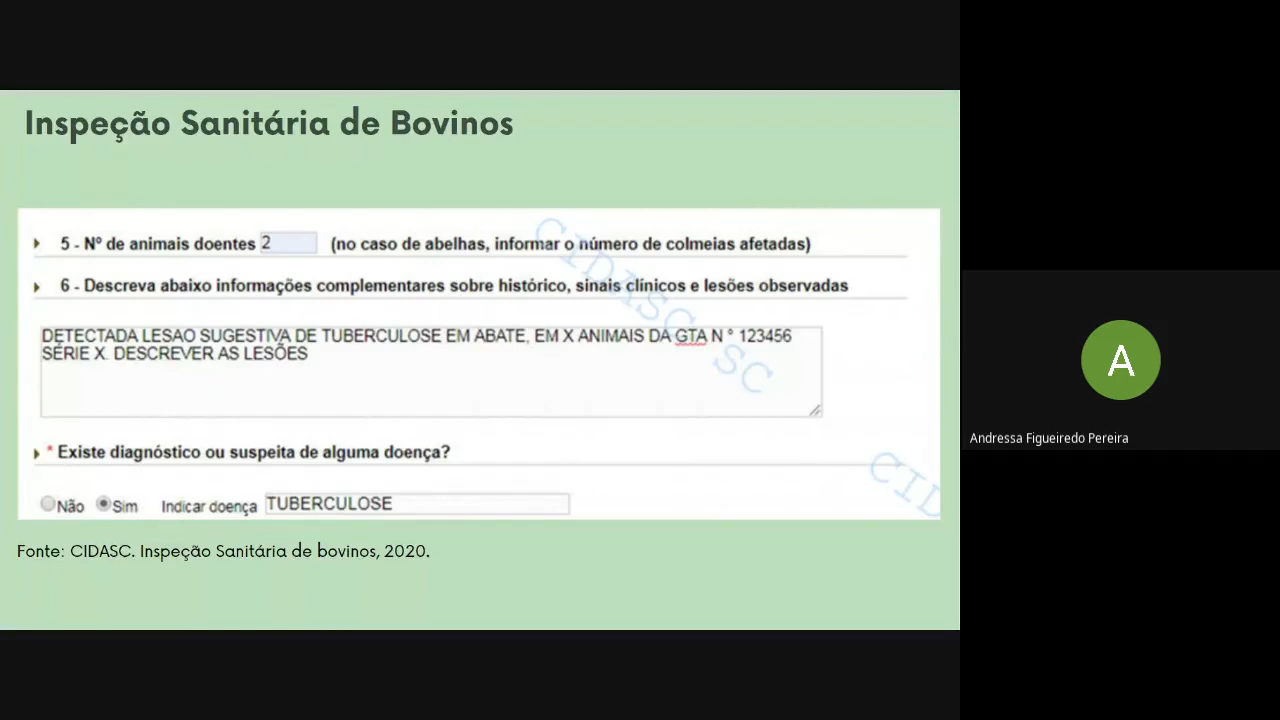 Inspeção Sanitária de Bovinos
5 - Nº de animais doentes 2 (no caso de abelhas, informar o número de colmeias afetadas)
6 - Descreva abaixo informações complementares sobre histórico, sinais clínicos e lesões observadas
DETECTADA LESAO SUGESTIVA DE TUBERCULOSE EM ABATE, EM X ANIMAIS DA GTA N ° 123456
SÉRIE X. DESCREVER AS LESÕES
* Existe diagnóstico ou suspeita de alguma doença?
Não Sim Indicar doença TUBERCULOSE
CIDASC SC
CID
Fonte: CIDASC. Inspeção Sanitária de bovinos, 2020.
A
Andressa Figueiredo Pereira